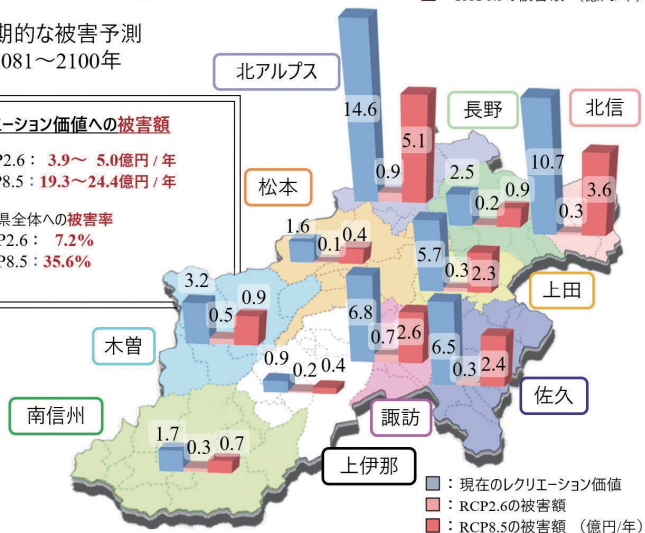 期的な被害予測
081～2100年
ーション価値への被害額
P2.6： 3.9～ 5.0億円 / 年
P8.5：19.3～24.4億円 / 年
県全体への被害率
P2.6： 7.2%
P8.5：35.6%
北アルプス
14.6
0.9
5.1
長野
2.5
0.2
0.9
北信
10.7
0.3
3.6
松本
1.6
0.1
0.4
上田
5.7
0.3
2.3
木曽
3.2
0.5
0.9
諏訪
6.8
0.7
2.6
佐久
6.5
0.3
2.4
上伊那
0.9
0.2
0.4
南信州
1.7
0.3
0.7
：現在のレクリエーション価値
：RCP2.6の被害額
：RCP8.5の被害額 （億円/年）